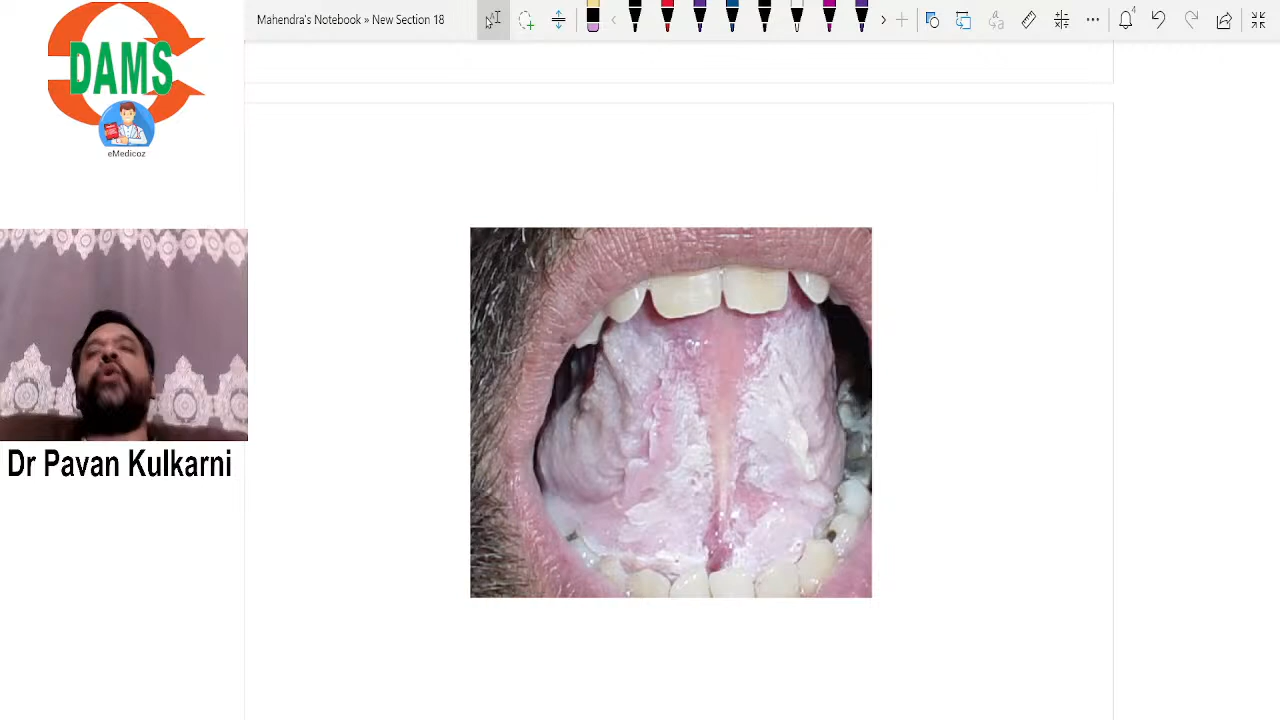 Mahendra's Notebook » New Section 18
DAMS
eMedicoz
Dr Pavan Kulkarni